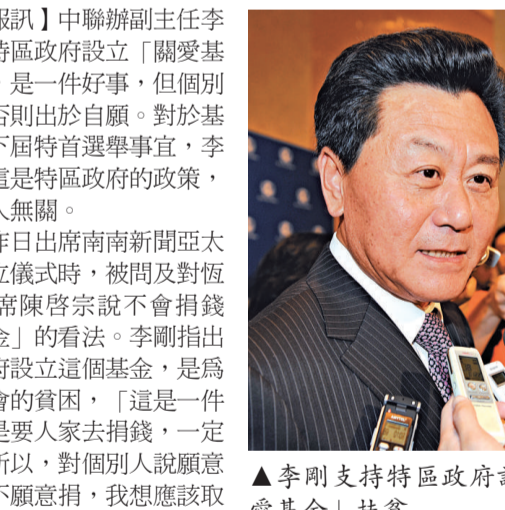 報訊】中聯辦副主任李
特區政府設立「關愛基
，是一件好事，但個別
否則出於自願。對於基
下屆特首選舉事宜，李
這是特區政府的政策，
人無關。
昨日出席南南新聞亞太
立儀式時，被問及對恆
席陳啓宗說不會捐錢
金」的看法。李剛指出
府設立這個基金，是爲
會的貧困，「這是一件
是要人家去捐錢，一定
所以，對個別人說願意
不願意捐，我想應該取
▲李剛支持特區政府設
愛基金」扶貧